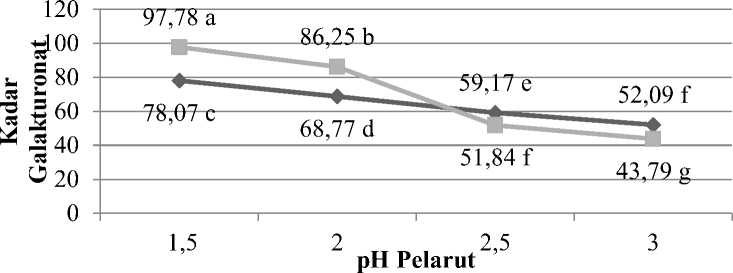 120
100
80
60
40
20
0
Kadar
Galakturonat
97,78 a
86,25 b
59,17 e
52,09 f
78,07 c
68,77 d
51,84 f
43,79 g
1,5
2
2,5
3
pH Pelarut